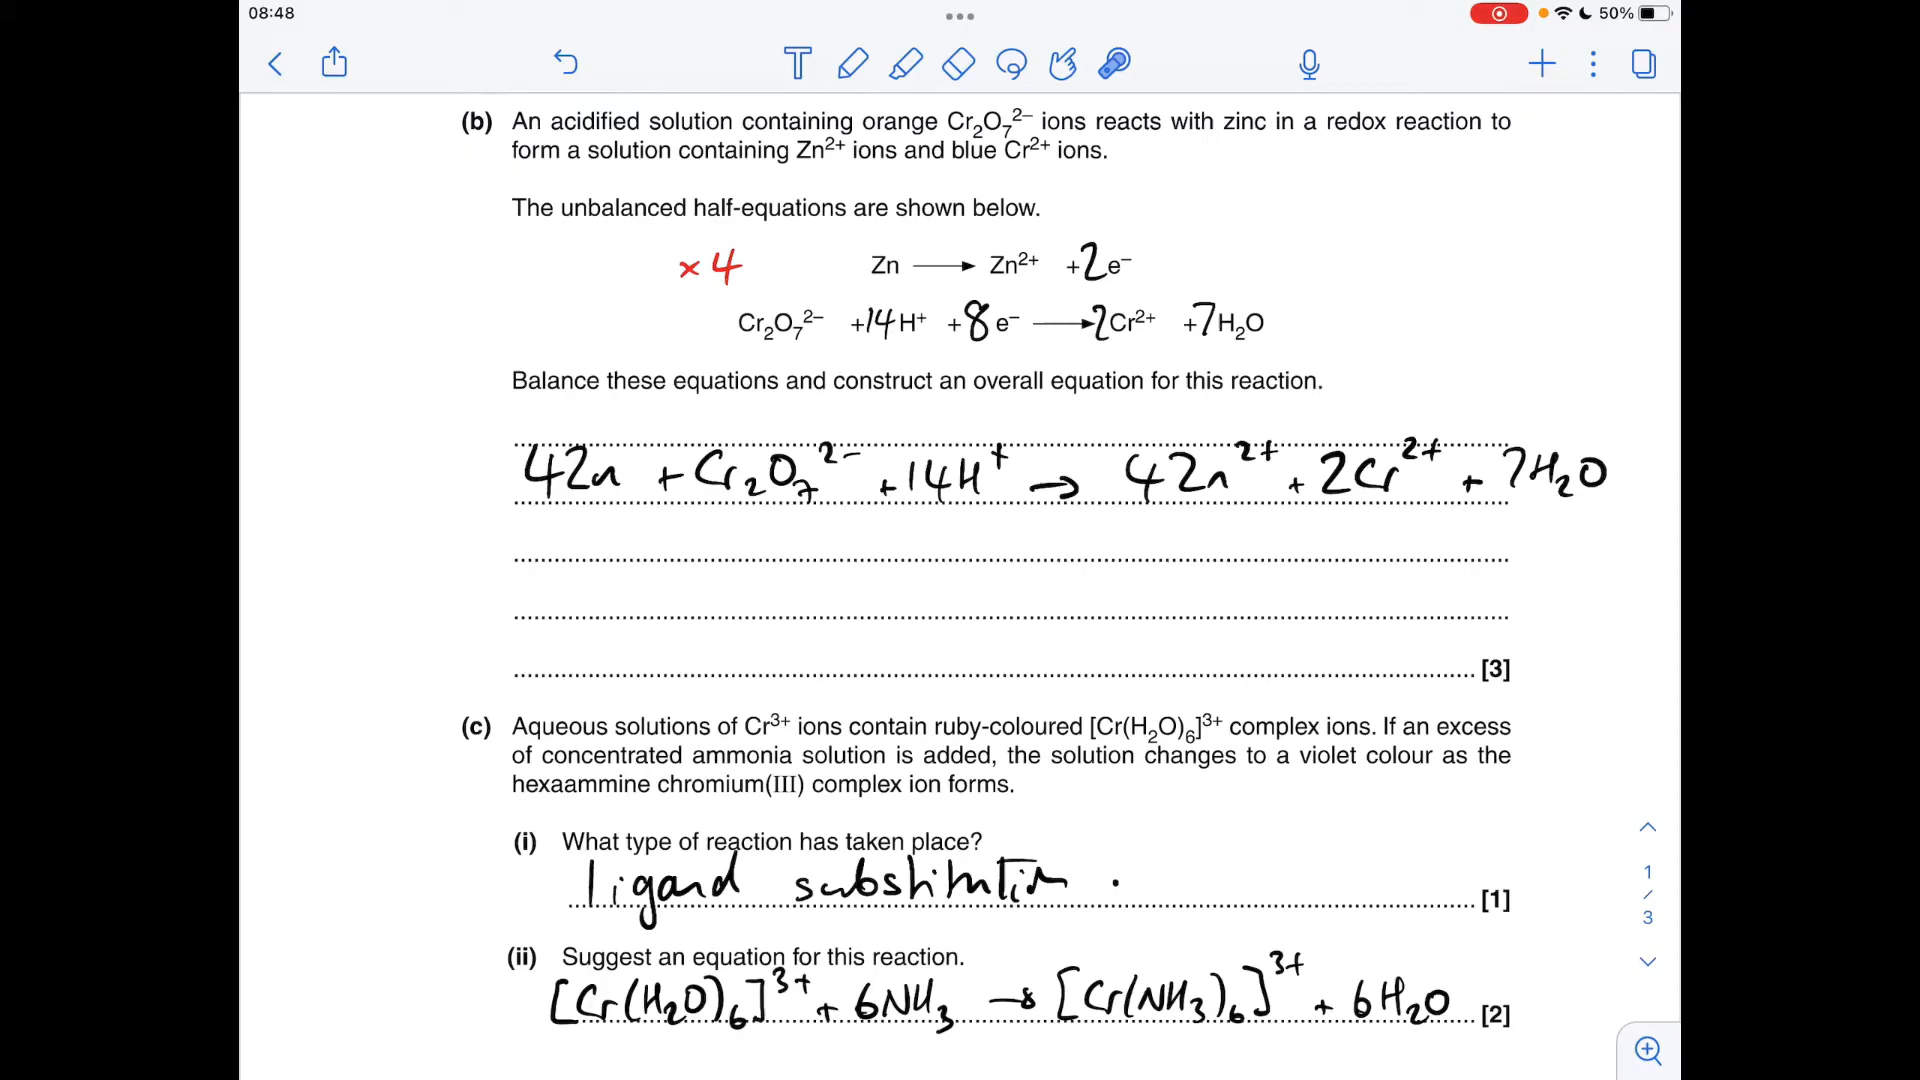 08:48
50%
(b) An acidified solution containing orange Cr₂O₇²⁻ ions reacts with zinc in a redox reaction to
form a solution containing Zn²⁺ ions and blue Cr²⁺ ions.
The unbalanced half-equations are shown below.
×4 Zn ⟶ Zn²⁺ +2e⁻
Cr₂O₇²⁻ +14H⁺ +8e⁻ ⟶ 2Cr²⁺ +7H₂O
Balance these equations and construct an overall equation for this reaction.
4Zn + Cr₂O₇²⁻ + 14H⁺ → 4Zn²⁺ + 2Cr²⁺ + 7H₂O
[3]
(c) Aqueous solutions of Cr³⁺ ions contain ruby-coloured [Cr(H₂O)₆]³⁺ complex ions. If an excess
of concentrated ammonia solution is added, the solution changes to a violet colour as the
hexaammine chromium(III) complex ion forms.
(i) What type of reaction has taken place?
ligand substitution . [1]
(ii) Suggest an equation for this reaction.
[Cr(H₂O)₆]³⁺ + 6NH₃ → [Cr(NH₃)₆]³⁺ + 6H₂O [2]
1
/
3